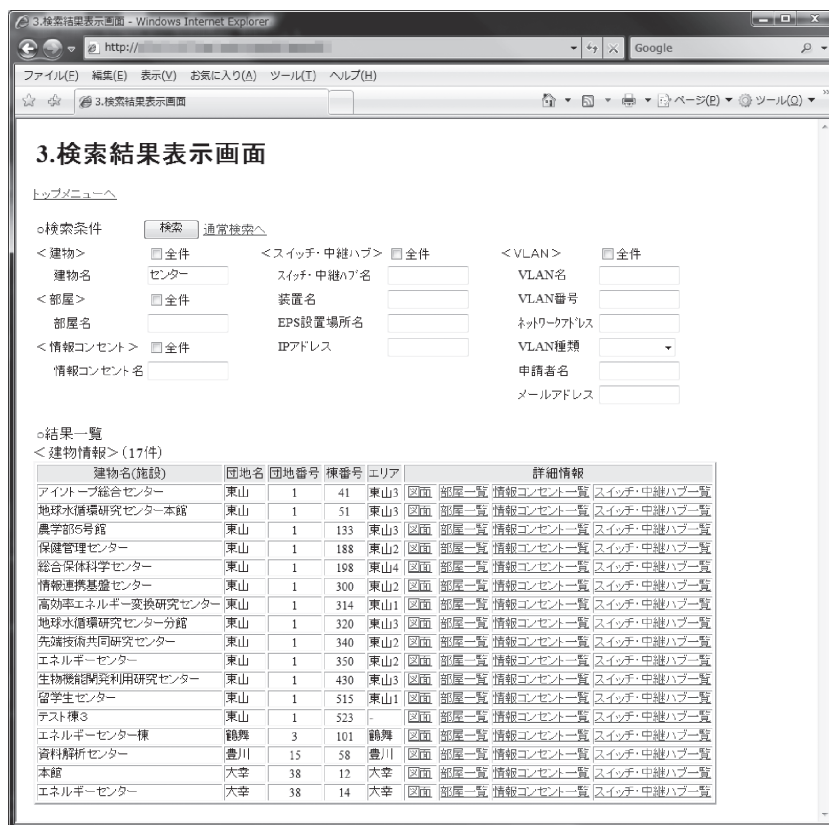 3.検索結果表示画面 - Windows Internet Explorer
http://
Google
ファイル(F) 編集(E) 表示(V) お気に入り(A) ツール(T) ヘルプ(H)
3.検索結果表示画面 ページ(P) ツール(O)
3.検索結果表示画面
トップメニューへ
○検索条件 検索 通常検索へ
<建物> 全件 <スイッチ・中継ハブ> 全件 <VLAN> 全件
建物名 センター スイッチ・中継ハブ名 VLAN名
<部屋> 全件 装置名 VLAN番号
部屋名 EPS設置場所名 ネットワークアドレス
<情報コンセント> 全件 IPアドレス VLAN種類
情報コンセント名 申請者名
メールアドレス
○結果一覧
<建物情報>(17件)
建物名(施設) 団地名 団地番号 棟番号 エリア 詳細情報
アイソトープ総合センター 東山 1 41 東山3 図面 部屋一覧 情報コンセント一覧 スイッチ・中継ハブ一覧
地球水循環研究センター本館 東山 1 51 東山3 図面 部屋一覧 情報コンセント一覧 スイッチ・中継ハブ一覧
農学部5号館 東山 1 133 東山3 図面 部屋一覧 情報コンセント一覧 スイッチ・中継ハブ一覧
保健管理センター 東山 1 188 東山2 図面 部屋一覧 情報コンセント一覧 スイッチ・中継ハブ一覧
総合保体科学センター 東山 1 198 東山4 図面 部屋一覧 情報コンセント一覧 スイッチ・中継ハブ一覧
情報連携基盤センター 東山 1 300 東山2 図面 部屋一覧 情報コンセント一覧 スイッチ・中継ハブ一覧
高効率エネルギー変換研究センター 東山 1 314 東山1 図面 部屋一覧 情報コンセント一覧 スイッチ・中継ハブ一覧
地球水循環研究センター分館 東山 1 320 東山3 図面 部屋一覧 情報コンセント一覧 スイッチ・中継ハブ一覧
先端技術共同研究センター 東山 1 340 東山2 図面 部屋一覧 情報コンセント一覧 スイッチ・中継ハブ一覧
エネルギーセンター 東山 1 350 東山2 図面 部屋一覧 情報コンセント一覧 スイッチ・中継ハブ一覧
生物機能開発利用研究センター 東山 1 430 東山3 図面 部屋一覧 情報コンセント一覧 スイッチ・中継ハブ一覧
留学生センター 東山 1 515 東山1 図面 部屋一覧 情報コンセント一覧 スイッチ・中継ハブ一覧
テスト棟3 東山 1 523 - 図面 部屋一覧 情報コンセント一覧 スイッチ・中継ハブ一覧
エネルギーセンター棟 鶴舞 3 101 鶴舞 図面 部屋一覧 情報コンセント一覧 スイッチ・中継ハブ一覧
資料解析センター 豊川 15 58 豊川 図面 部屋一覧 情報コンセント一覧 スイッチ・中継ハブ一覧
本館 大幸 38 12 大幸 図面 部屋一覧 情報コンセント一覧 スイッチ・中継ハブ一覧
エネルギーセンター 大幸 38 14 大幸 図面 部屋一覧 情報コンセント一覧 スイッチ・中継ハブ一覧